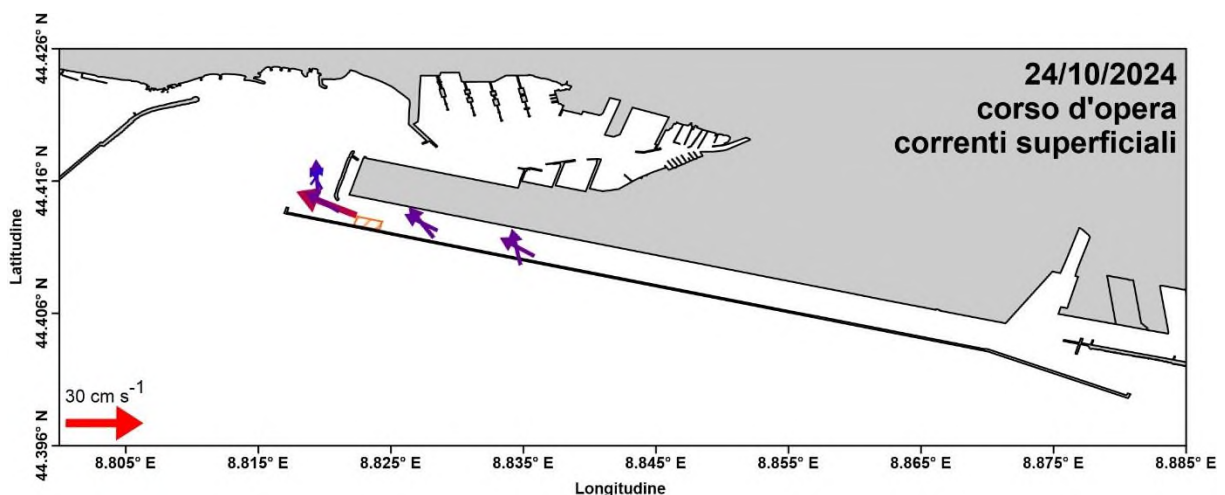 24/10/2024
corso d'opera
correnti superficiali
44.426° N
44.416° N
44.406° N
44.396° N
Latitudine
30 cm s⁻¹
8.805° E
8.815° E
8.825° E
8.835° E
8.845° E
8.855° E
8.865° E
8.875° E
8.885° E
Longitudine